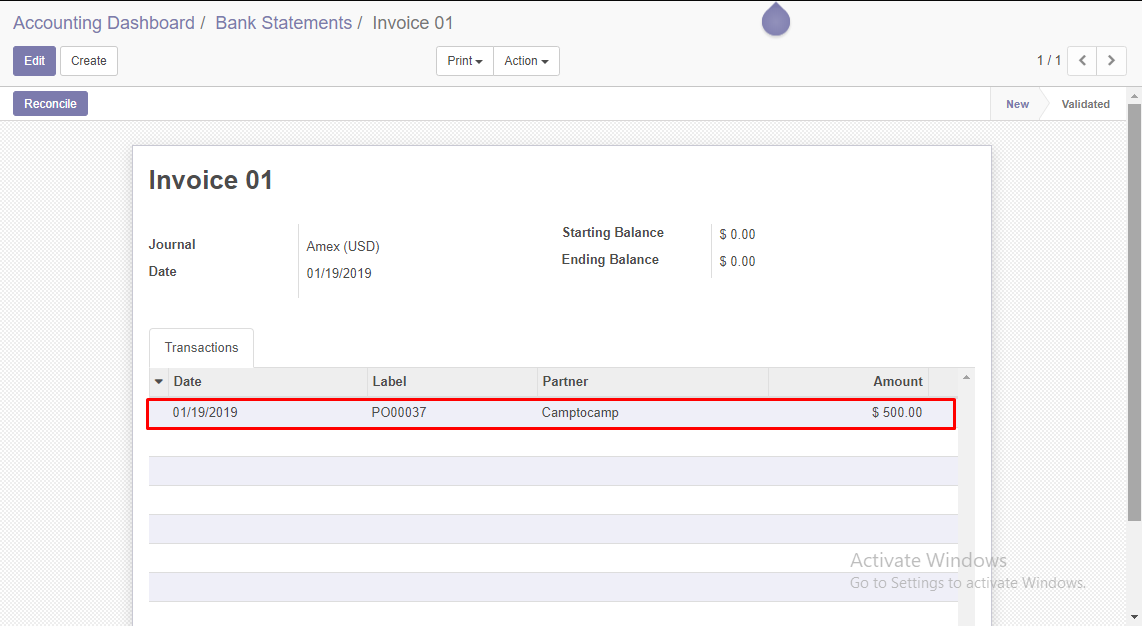 Accounting Dashboard / Bank Statements / Invoice 01
Edit Create Print Action 1 / 1
Reconcile New Validated
Invoice 01
Journal Amex (USD)
Date 01/19/2019
Starting Balance $ 0.00
Ending Balance $ 0.00
Transactions
Date Label Partner Amount
01/19/2019 PO00037 Camptocamp $ 500.00
Activate Windows
Go to Settings to activate Windows.